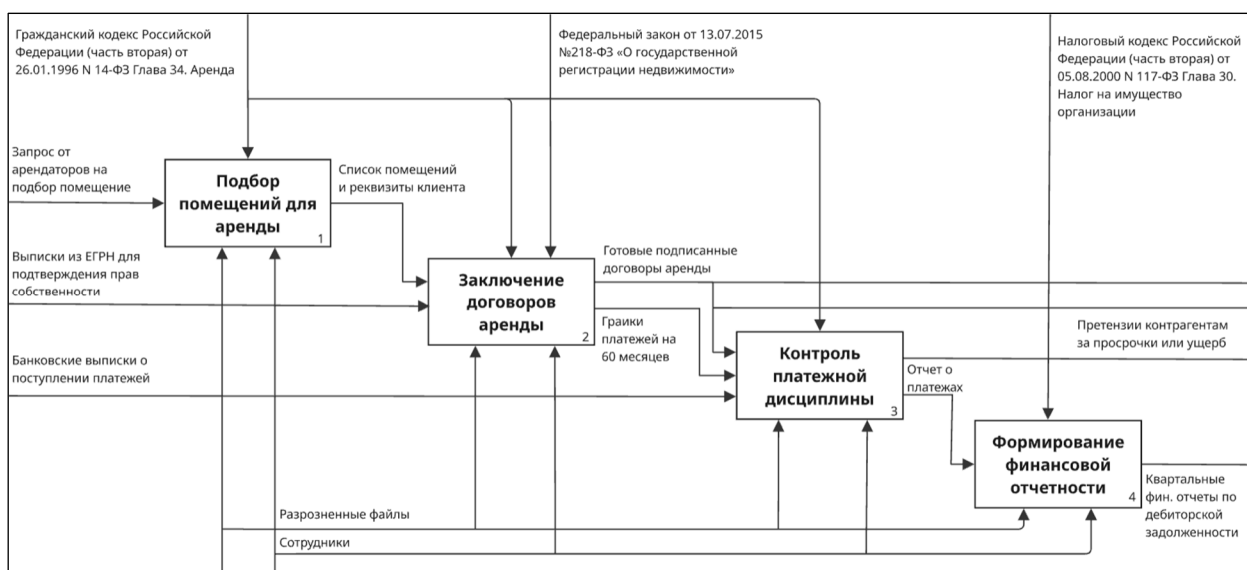 Гражданский кодекс Российской
Федерации (часть вторая) от
26.01.1996 N 14-ФЗ Глава 34. Аренда
Федеральный закон от 13.07.2015
№218-ФЗ «О государственной
регистрации недвижимости»
Налоговый кодекс Российской
Федерации (часть вторая) от
05.08.2000 N 117-ФЗ Глава 30.
Налог на имущество
организации
Запрос от
арендаторов на
подбор помещение
Подбор
помещений для
аренды
1
Список помещений
и реквизиты клиента
Выписки из ЕГРН для
подтверждения прав
собственности
Заключение
договоров
аренды
2
Готовые подписанные
договоры аренды
Граики
платежей на
60 месяцев
Банковские выписки о
поступлении платежей
Контроль
платежной
дисциплины
3
Претензии контрагентам
за просрочки или ущерб
Отчет о
платежах
Формирование
финансовой
отчетности
4
Квартальные
фин. отчеты по
дебиторской
задолженности
Разрозненные файлы
Сотрудники